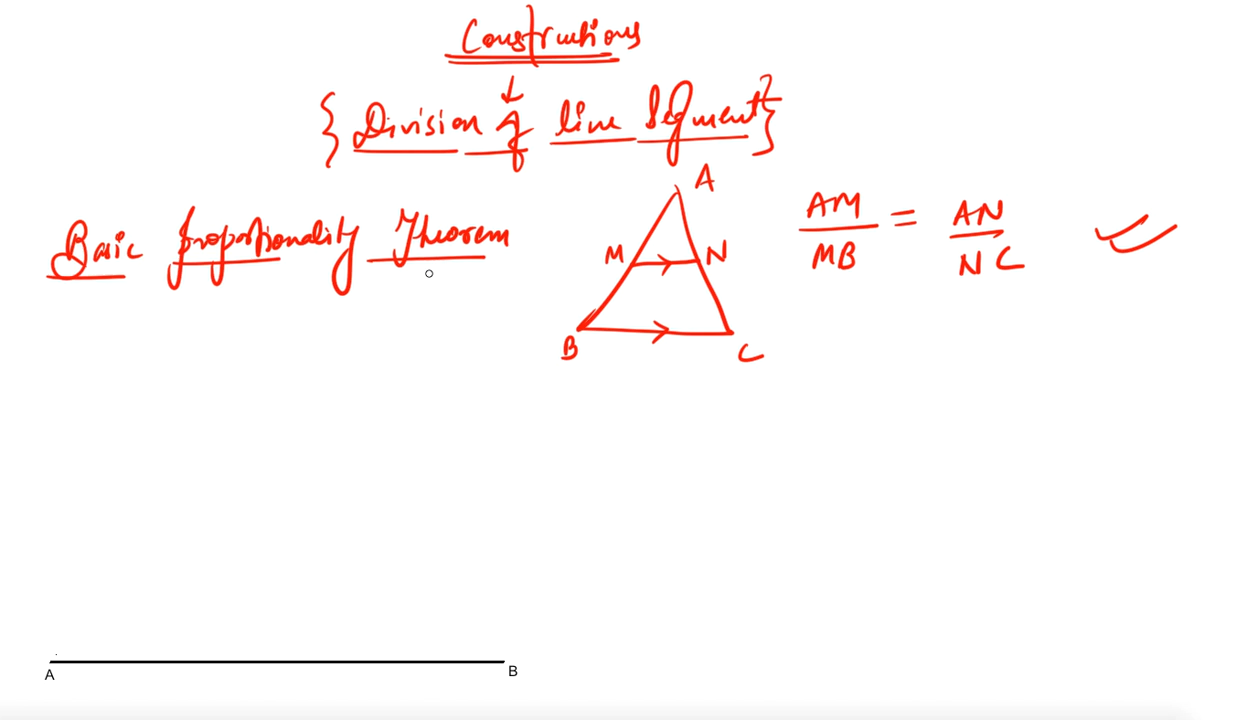 Constructions
{ Division of line Segment }
Basic proportionality Theorem
A
M N
B C
AM = AN
MB NC
A B